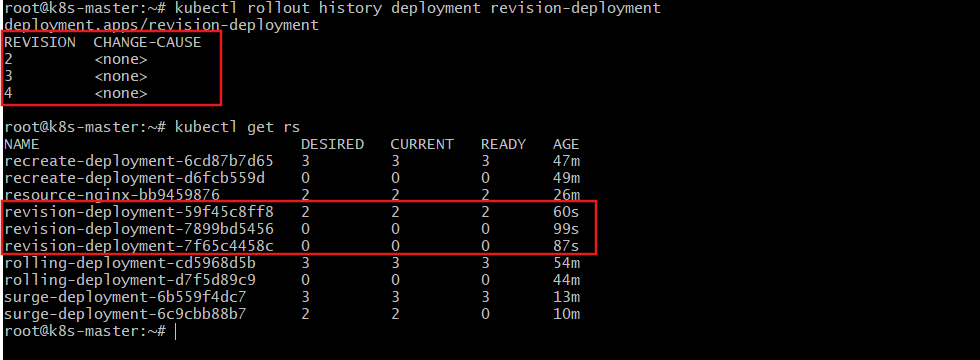 root@k8s-master:~# kubectl rollout history deployment revision-deployment
deployment.apps/revision-deployment
REVISION  CHANGE-CAUSE
2         <none>
3         <none>
4         <none>
root@k8s-master:~# kubectl get rs
NAME                             DESIRED   CURRENT   READY   AGE
recreate-deployment-6cd87b7d65   3         3         3       47m
recreate-deployment-d6fcb559d    0         0         0       49m
resource-nginx-bb9459876         2         2         2       26m
revision-deployment-59f45c8ff8   2         2         2       60s
revision-deployment-7899bd5456   0         0         0       99s
revision-deployment-7f65c4458c   0         0         0       87s
rolling-deployment-cd5968d5b     3         3         3       54m
rolling-deployment-d7f5d89c9     0         0         0       44m
surge-deployment-6b559f4dc7      3         3         3       13m
surge-deployment-6c9cbb88b7      2         2         0       10m
root@k8s-master:~#